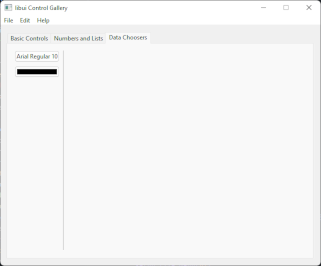 libui Control Gallery
File Edit Help
Basic Controls Numbers and Lists Data Choosers
Arial Regular 10